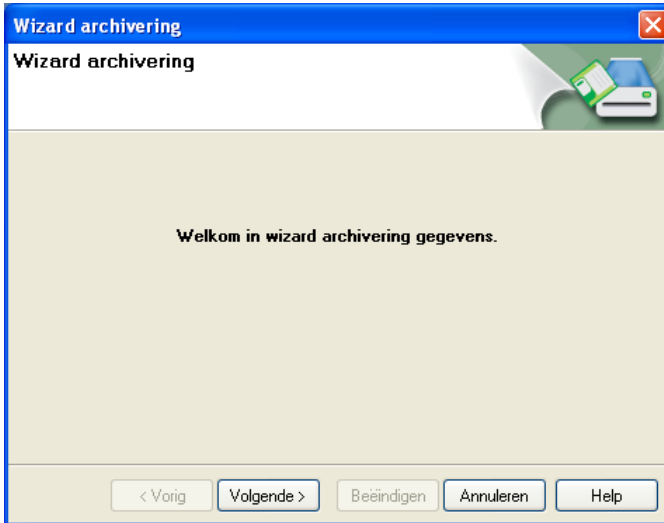 Wizard archivering
Wizard archivering
Welkom in wizard archivering gegevens.
< Vorig Volgende > Beëindigen Annuleren Help